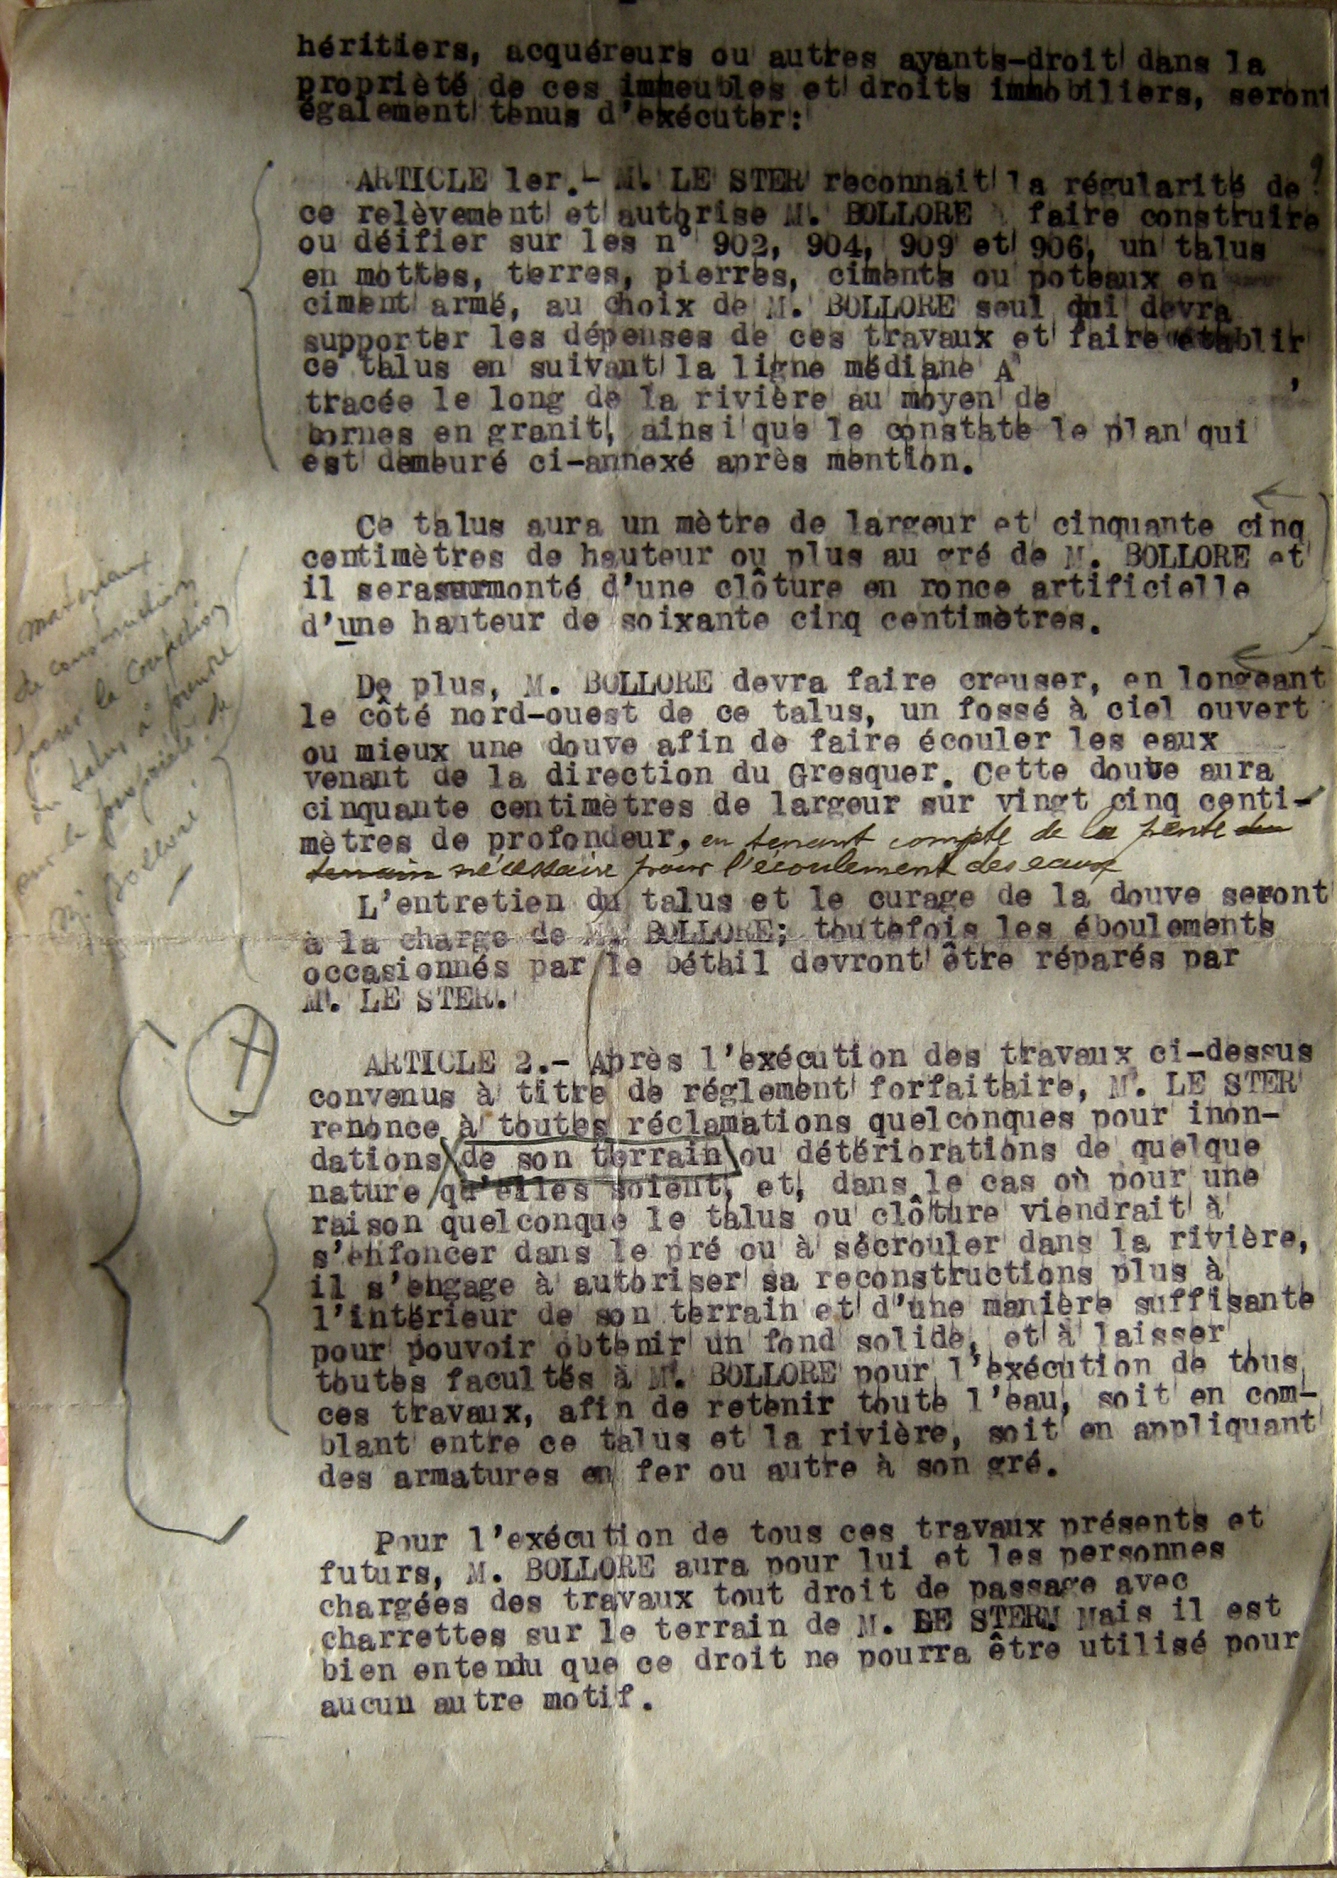 héritiers, acquéreurs ou autres ayants-droit dans la
propriété de ces immeubles et droits immobiliers, seront
également tenus d'exécuter:
ARTICLE 1er.- M. LE STER reconnait la régularité de
ce relèvement et autorise M. BOLLORE faire construire
ou déifier sur les n° 902, 904, 909 et 906, un talus
en mottes, terres, pierres, ciments ou poteaux en
ciment armé, au choix de M. BOLLORE seul qui devra
supporter les dépenses de ces travaux et faire établir
ce talus en suivant la ligne médiane A
tracée le long de la rivière au moyen de
bornes en granit, ainsi que le constate le plan qui
est demeuré ci-annexé après mention.
Ce talus aura un mètre de largeur et cinquante cinq
centimètres de hauteur ou plus au gré de M. BOLLORE et
il serasurmonté d'une clôture en ronce artificielle
d'une hauteur de soixante cinq centimètres.
De plus, M. BOLLORE devra faire creuser, en longeant
le côté nord-ouest de ce talus, un fossé à ciel ouvert
ou mieux une douve afin de faire écouler les eaux
venant de la direction du Gresquer. Cette douve aura
cinquante centimètres de largeur sur vingt cinq centi-
mètres de profondeur, en tenant compte de la pente du
terrain nécessaire pour l'écoulement des eaux
L'entretien du talus et le curage de la douve seront
à la charge de M. BOLLORE; toutefois les éboulements
occasionnés par le bétail devront être réparés par
M. LE STER.
ARTICLE 2.- Après l'exécution des travaux ci-dessus
convenus à titre de réglement forfaitaire, M. LE STER
renonce à toutes réclamations quelconques pour inon-
dations de son terrain ou détériorations de quelque
nature qu'elles soient, et, dans le cas où pour une
raison quelconque le talus ou clôture viendrait à
s'enfoncer dans le pré ou à sécrouler dans la rivière,
il s'engage à autoriser sa reconstructions plus à
l'intérieur de son terrain et d'une manière suffisante
pour pouvoir obtenir un fond solide, et à laisser
toutes facultés à M. BOLLORE pour l'exécution de tous
ces travaux, afin de retenir toute l'eau, soit en com-
blant entre ce talus et la rivière, soit en appliquant
des armatures en fer ou autre à son gré.
Pour l'exécution de tous ces travaux présents et
futurs, M. BOLLORE aura pour lui et les personnes
chargées des travaux tout droit de passage avec
charrettes sur le terrain de M. LE STER. Mais il est
bien entendu que ce droit ne pourra être utilisé pour
aucun autre motif.
materiaux
de construction
pour la confection
du talus à prendre
sur la propriété de
M. Bolloré